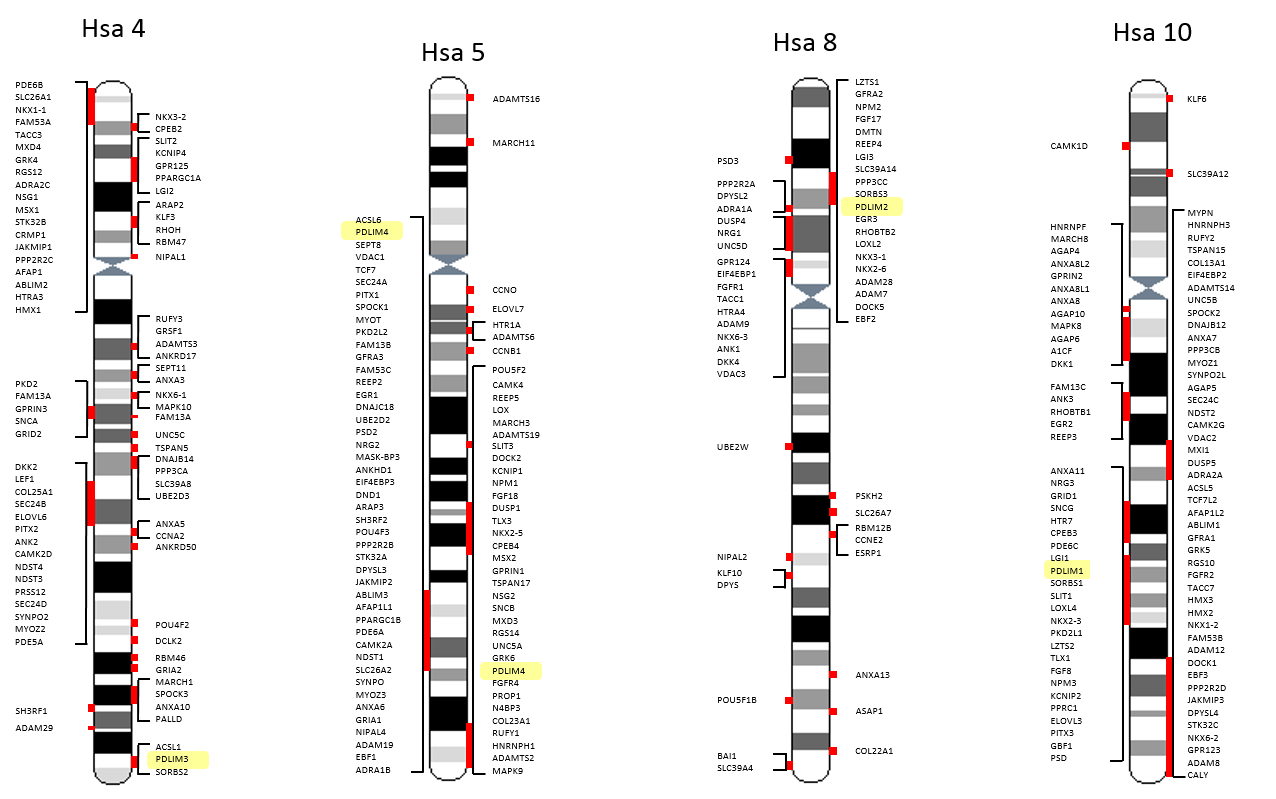 Hsa 4
PDE6B
SLC26A1
NKX1-1
FAM53A
TACC3
MXD4
GRK4
RGS12
ADRA2C
NSG1
MSX1
STK32B
CRMP1
JAKMIP1
PPP2R2C
AFAP1
ABLIM2
HTRA3
HMX1
PKD2
FAM13A
GPRIN3
SNCA
GRID2
DKK2
LEF1
COL25A1
SEC24B
ELOVL6
PITX2
ANK2
CAMK2D
NDST4
NDST3
PRSS12
SEC24D
SYNPO2
MYOZ2
PDE5A
SH3RF1
ADAM29
NKX3-2
CPEB2
SLIT2
KCNIP4
GPR125
PPARGC1A
LGI2
ARAP2
KLF3
RHOH
RBM47
NIPAL1
RUFY3
GRSF1
ADAMTS3
ANKRD17
SEPT11
ANXA3
NKX6-1
MAPK10
FAM13A
UNC5C
TSPAN5
DNAJB14
PPP3CA
SLC39A8
UBE2D3
ANXA5
CCNA2
ANKRD50
POU4F2
DCLK2
RBM46
GRIA2
MARCH1
SPOCK3
ANXA10
PALLD
ACSL1
PDLIM3
SORBS2
Hsa 5
ACSL6
PDLIM4
SEPT8
VDAC1
TCF7
SEC24A
PITX1
SPOCK1
MYOT
PKD2L2
FAM13B
GFRA3
FAM53C
REEP2
EGR1
DNAJC18
UBE2D2
PSD2
NRG2
MASK-BP3
ANKHD1
EIF4EBP3
DND1
ARAP3
SH3RF2
POU4F3
PPP2R2B
STK32A
DPYSL3
JAKMIP2
ABLIM3
AFAP1L1
PPARGC1B
PDE6A
CAMK2A
NDST1
SLC26A2
SYNPO
MYOZ3
ANXA6
GRIA1
NIPAL4
ADAM19
EBF1
ADRA1B
ADAMTS16
MARCH11
CCNO
ELOVL7
HTR1A
ADAMTS6
CCNB1
POU5F2
CAMK4
REEP5
LOX
MARCH3
ADAMTS19
SLIT3
DOCK2
KCNIP1
NPM1
FGF18
DUSP1
TLX3
NKX2-5
CPEB4
MSX2
GPRIN1
TSPAN17
NSG2
SNCB
MXD3
RGS14
UNC5A
GRK6
PDLIM4
FGFR4
PROP1
N4BP3
COL23A1
RUFY1
HNRNPH1
ADAMTS2
MAPK9
Hsa 8
PSD3
PPP2R2A
DPYSL2
ADRA1A
DUSP4
NRG1
UNC5D
GPR124
EIF4EBP1
FGFR1
TACC1
HTRA4
ADAM9
NKX6-3
ANK1
DKK4
VDAC3
UBE2W
NIPAL2
KLF10
DPYS
POU5F1B
BAI1
SLC39A4
LZTS1
GFRA2
NPM2
FGF17
DMTN
REEP4
LGI3
SLC39A14
PPP3CC
SORBS3
PDLIM2
EGR3
RHOBTB2
LOXL2
NKX3-1
NKX2-6
ADAM28
ADAM7
DOCK5
EBF2
PSKH2
SLC26A7
RBM12B
CCNE2
ESRP1
ANXA13
ASAP1
COL22A1
Hsa 10
CAMK1D
HNRNPF
MARCH8
AGAP4
ANXA8L2
GPRIN2
ANXA8L1
ANXA8
AGAP10
MAPK8
AGAP6
A1CF
DKK1
FAM13C
ANK3
RHOBTB1
EGR2
REEP3
ANXA11
NRG3
GRID1
SNCG
HTR7
CPEB3
PDE6C
LGI1
PDLIM1
SORBS1
SLIT1
LOXL4
NKX2-3
PKD2L1
LZTS2
TLX1
FGF8
NPM3
KCNIP2
PPRC1
ELOVL3
PITX3
GBF1
PSD
KLF6
SLC39A12
MYPN
HNRNPH3
RUFY2
TSPAN15
COL13A1
EIF4EBP2
ADAMTS14
UNC5B
SPOCK2
DNAJB12
ANXA7
PPP3CB
MYOZ1
SYNPO2L
AGAP5
SEC24C
NDST2
CAMK2G
VDAC2
MXI1
DUSP5
ADRA2A
ACSL5
TCF7L2
AFAP1L2
ABLIM1
GFRA1
GRK5
RGS10
FGFR2
TACC7
HMX3
HMX2
NKX1-2
FAM53B
ADAM12
DOCK1
EBF3
PPP2R2D
JAKMIP3
DPYSL4
STK32C
NKX6-2
GPR123
ADAM8
CALY